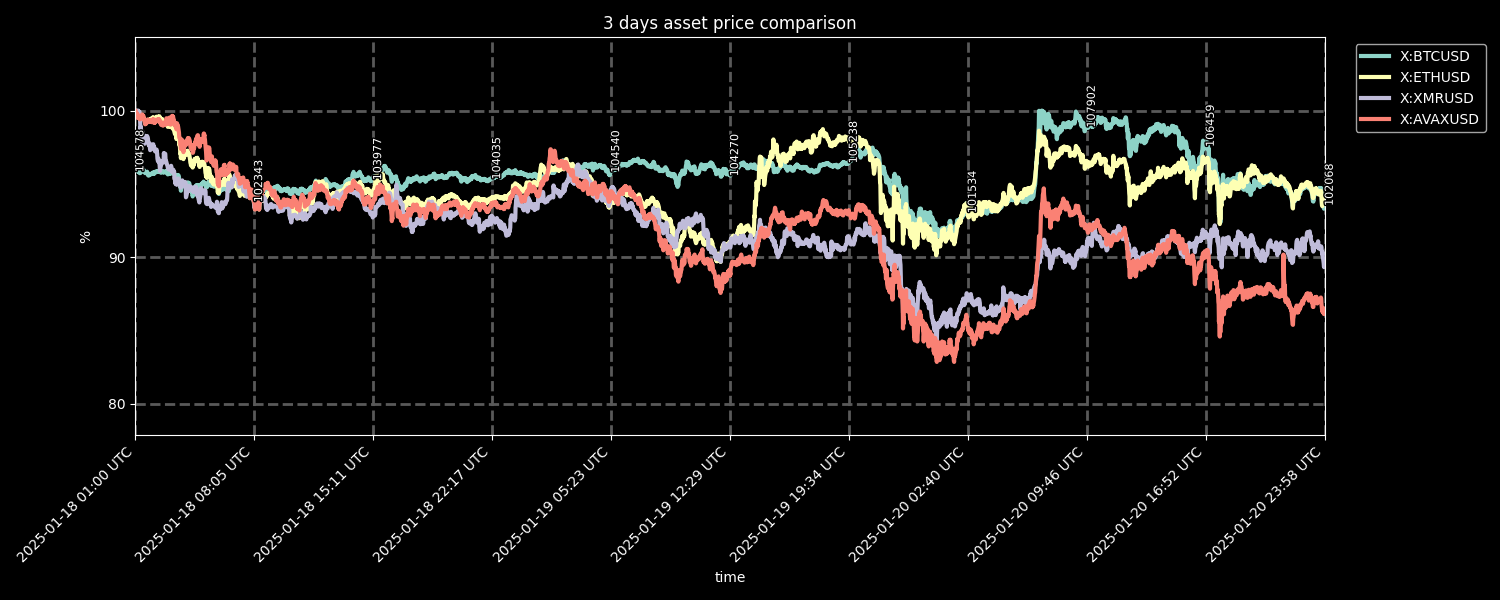 3 days asset price comparison
X:BTCUSD
X:ETHUSD
X:XMRUSD
X:AVAXUSD
100
90
80
%
104578
102343
103977
104035
104540
104270
105238
101534
107902
106459
102068
2025-01-18 01:00 UTC
2025-01-18 08:05 UTC
2025-01-18 15:11 UTC
2025-01-18 22:17 UTC
2025-01-19 05:23 UTC
2025-01-19 12:29 UTC
2025-01-19 19:34 UTC
2025-01-20 02:40 UTC
2025-01-20 09:46 UTC
2025-01-20 16:52 UTC
2025-01-20 23:58 UTC
time